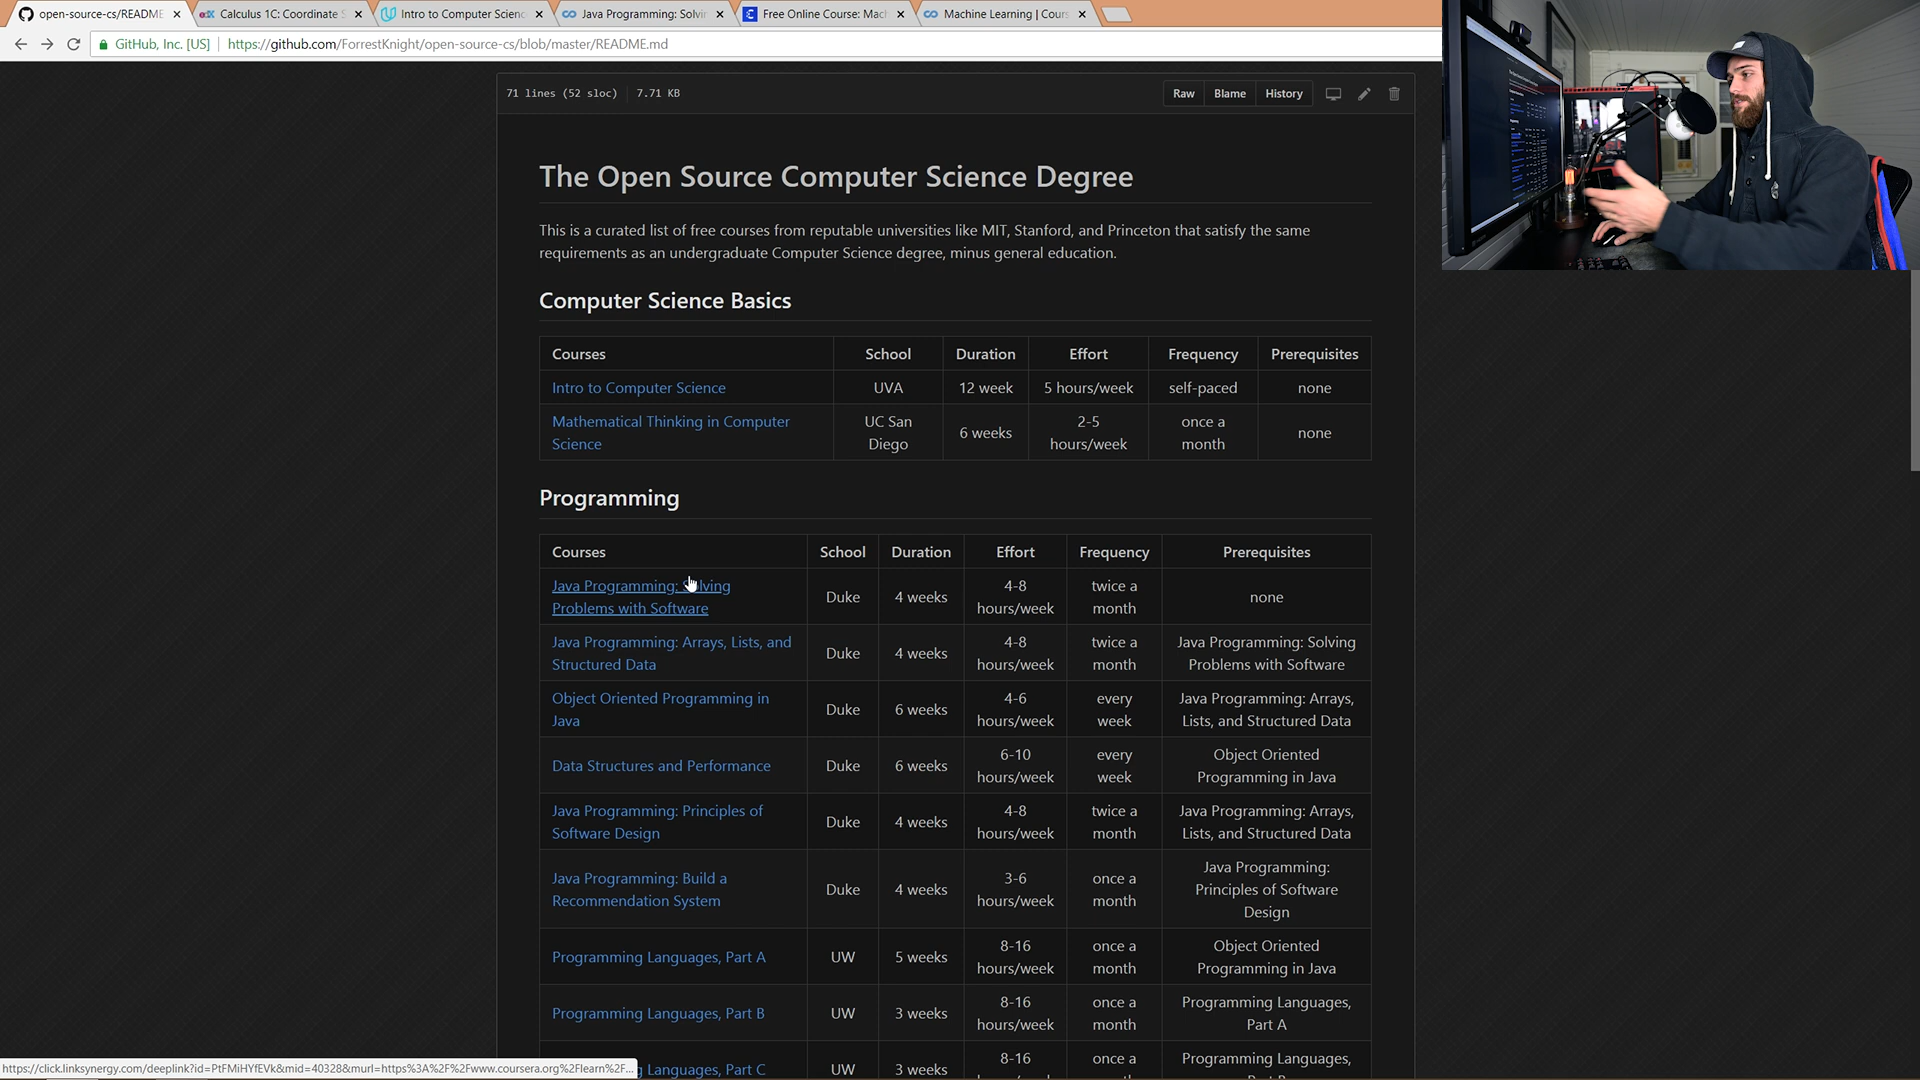 open-source-cs/README
Calculus 1C: Coordinate S
Intro to Computer Scienc
Java Programming: Solvin
Free Online Course: Mach
Machine Learning | Cours
GitHub, Inc. [US]
https://github.com/ForrestKnight/open-source-cs/blob/master/README.md
71 lines (52 sloc) 7.71 KB
Raw Blame History
The Open Source Computer Science Degree
This is a curated list of free courses from reputable universities like MIT, Stanford, and Princeton that satisfy the same
requirements as an undergraduate Computer Science degree, minus general education.
Computer Science Basics
Courses School Duration Effort Frequency Prerequisites
Intro to Computer Science UVA 12 week 5 hours/week self-paced none
Mathematical Thinking in Computer
Science
UC San
Diego
6 weeks
2-5
hours/week
once a
month
none
Programming
Courses School Duration Effort Frequency Prerequisites
Java Programming: Solving
Problems with Software
Duke
4 weeks
4-8
hours/week
twice a
month
none
Java Programming: Arrays, Lists, and
Structured Data
Duke
4 weeks
4-8
hours/week
twice a
month
Java Programming: Solving
Problems with Software
Object Oriented Programming in
Java
Duke
6 weeks
4-6
hours/week
every
week
Java Programming: Arrays,
Lists, and Structured Data
Data Structures and Performance
Duke
6 weeks
6-10
hours/week
every
week
Object Oriented
Programming in Java
Java Programming: Principles of
Software Design
Duke
4 weeks
4-8
hours/week
twice a
month
Java Programming: Arrays,
Lists, and Structured Data
Java Programming: Build a
Recommendation System
Duke
4 weeks
3-6
hours/week
once a
month
Java Programming:
Principles of Software
Design
Programming Languages, Part A
UW
5 weeks
8-16
hours/week
once a
month
Object Oriented
Programming in Java
Programming Languages, Part B
UW
3 weeks
8-16
hours/week
once a
month
Programming Languages,
Part A
g Languages, Part C
UW
3 weeks
8-16
once a
Programming Languages,
https://click.linksynergy.com/deeplink?id=PtFMiHYfEVk&mid=40328&murl=https%3A%2F%2Fwww.coursera.org%2Flearn%2F...